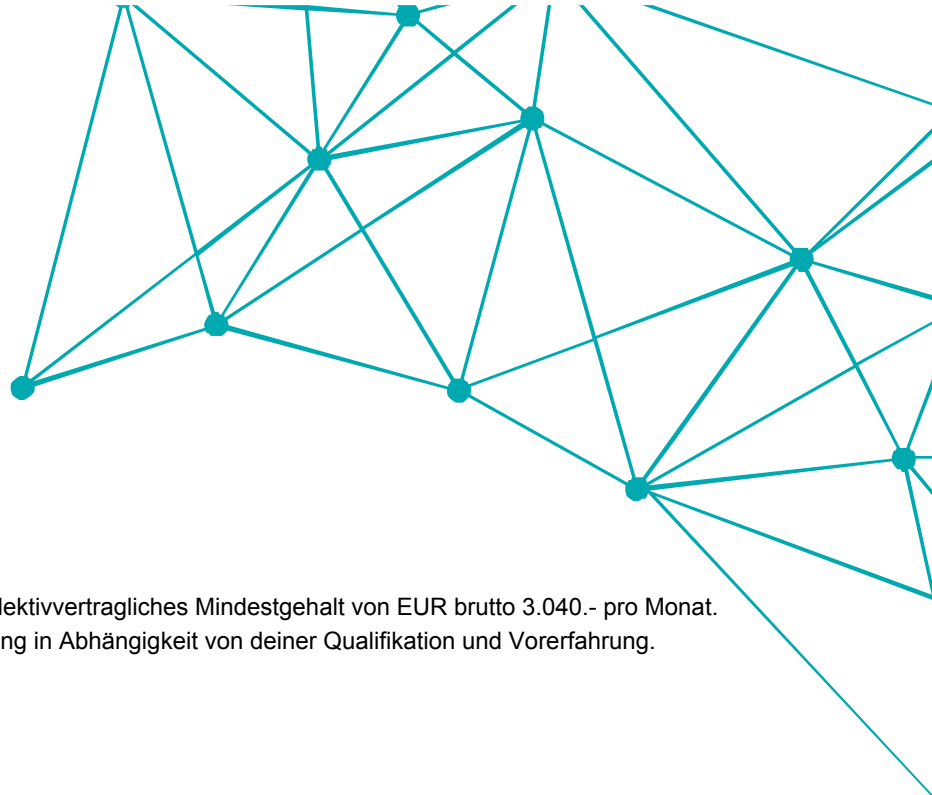 lektivvertragliches Mindestgehalt von EUR brutto 3.040.- pro Monat.
ng in Abhängigkeit von deiner Qualifikation und Vorerfahrung.